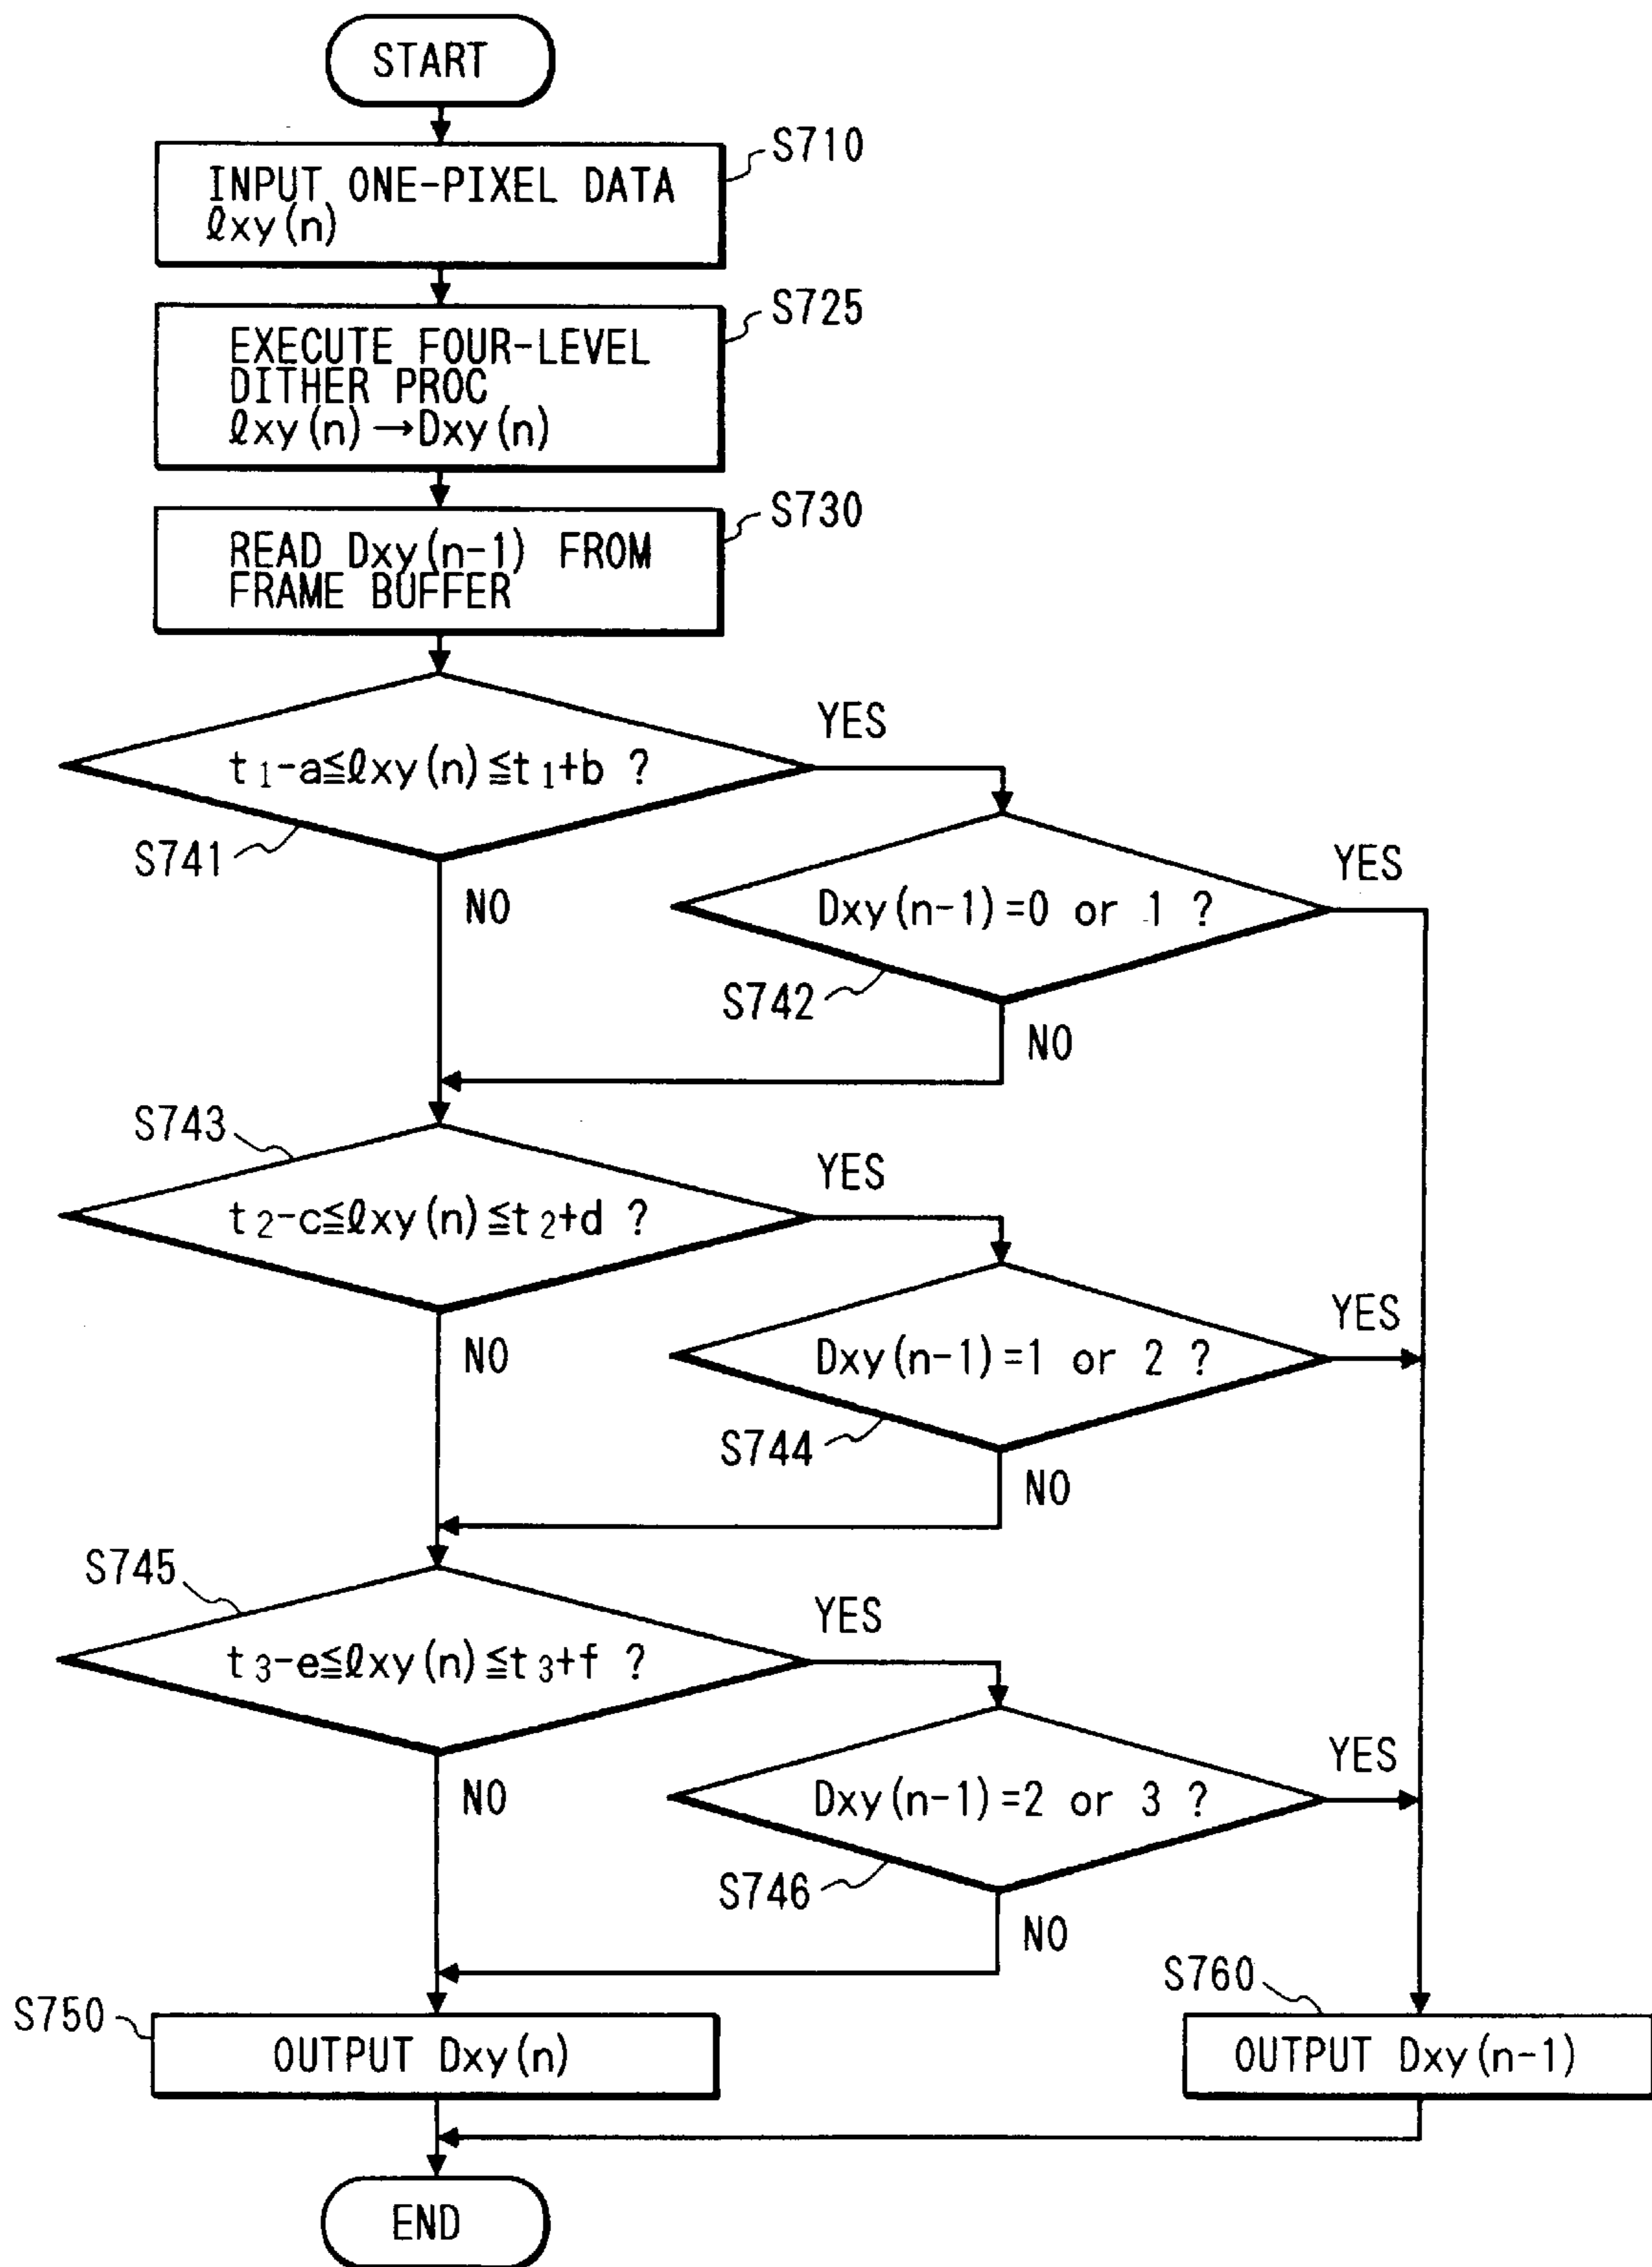 START
S710
INPUT ONE-PIXEL DATA
ℓxy(n)
S725
EXECUTE FOUR-LEVEL
DITHER PROC
ℓxy(n)→Dxy(n)
S730
READ Dxy(n-1) FROM
FRAME BUFFER
YES
t1-a≦ℓxy(n)≦t1+b ?
S741
NO
YES
Dxy(n-1)=0 or 1 ?
S742
NO
S743
YES
t2-c≦ℓxy(n)≦t2+d ?
NO
YES
Dxy(n-1)=1 or 2 ?
S744
NO
S745
YES
t3-e≦ℓxy(n)≦t3+f ?
NO
YES
Dxy(n-1)=2 or 3 ?
S746
NO
S750
OUTPUT Dxy(n)
S760
OUTPUT Dxy(n-1)
END